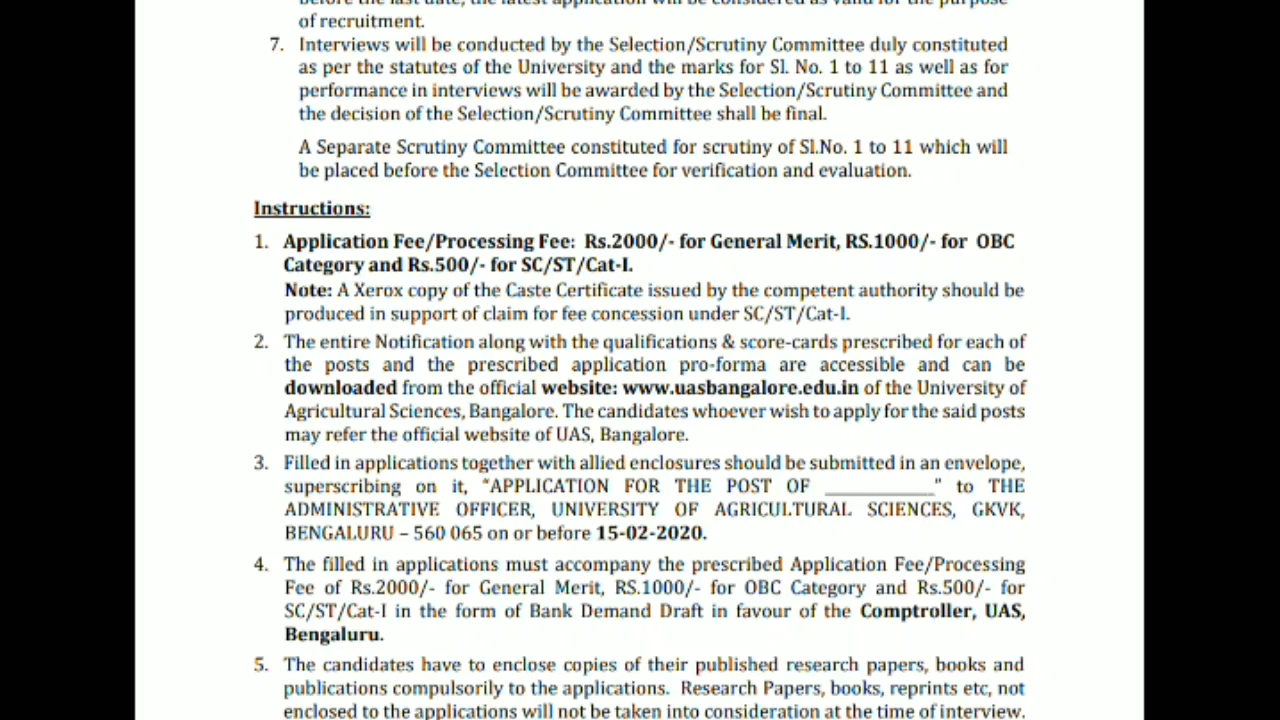 before the last date, the latest application will be considered as valid for the purpose
of recruitment.
7. Interviews will be conducted by the Selection/Scrutiny Committee duly constituted
as per the statutes of the University and the marks for Sl. No. 1 to 11 as well as for
performance in interviews will be awarded by the Selection/Scrutiny Committee and
the decision of the Selection/Scrutiny Committee shall be final.
A Separate Scrutiny Committee constituted for scrutiny of Sl.No. 1 to 11 which will
be placed before the Selection Committee for verification and evaluation.
Instructions:
1. Application Fee/Processing Fee: Rs.2000/- for General Merit, RS.1000/- for OBC
Category and Rs.500/- for SC/ST/Cat-I.
Note: A Xerox copy of the Caste Certificate issued by the competent authority should be
produced in support of claim for fee concession under SC/ST/Cat-I.
2. The entire Notification along with the qualifications & score-cards prescribed for each of
the posts and the prescribed application pro-forma are accessible and can be
downloaded from the official website: www.uasbangalore.edu.in of the University of
Agricultural Sciences, Bangalore. The candidates whoever wish to apply for the said posts
may refer the official website of UAS, Bangalore.
3. Filled in applications together with allied enclosures should be submitted in an envelope,
superscribing on it, "APPLICATION FOR THE POST OF ___________" to THE
ADMINISTRATIVE OFFICER, UNIVERSITY OF AGRICULTURAL SCIENCES, GKVK,
BENGALURU – 560 065 on or before 15-02-2020.
4. The filled in applications must accompany the prescribed Application Fee/Processing
Fee of Rs.2000/- for General Merit, RS.1000/- for OBC Category and Rs.500/- for
SC/ST/Cat-I in the form of Bank Demand Draft in favour of the Comptroller, UAS,
Bengaluru.
5. The candidates have to enclose copies of their published research papers, books and
publications compulsorily to the applications. Research Papers, books, reprints etc, not
enclosed to the applications will not be taken into consideration at the time of interview.